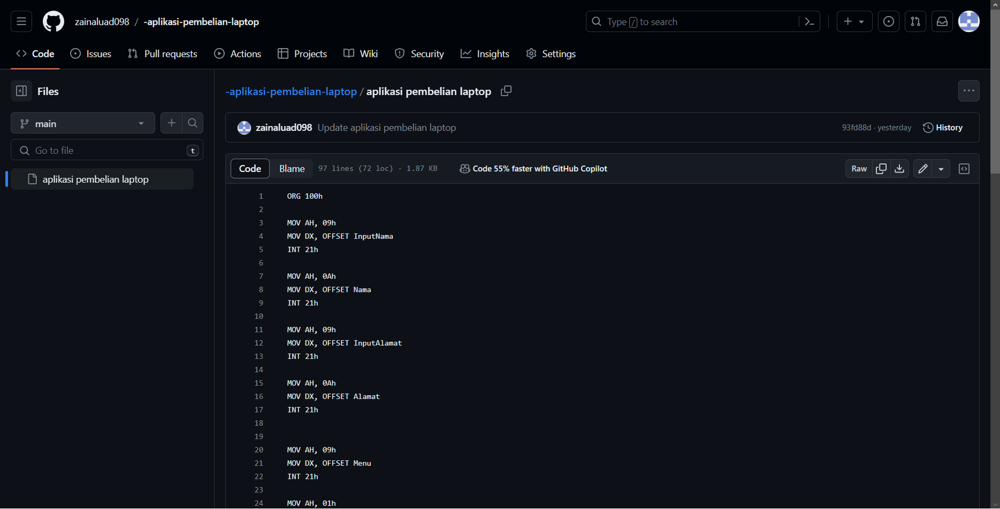 zainaluad098 / -aplikasi-pembelian-laptop
Type / to search
Code Issues Pull requests Actions Projects Wiki Security Insights Settings
Files
-aplikasi-pembelian-laptop / aplikasi pembelian laptop
main
zainaluad098 Update aplikasi pembelian laptop 93fd88d · yesterday History
Go to file t
Code Blame 97 lines (72 loc) · 1.87 KB Code 55% faster with GitHub Copilot Raw
aplikasi pembelian laptop
1 ORG 100h
2
3 MOV AH, 09h
4 MOV DX, OFFSET InputNama
5 INT 21h
6
7 MOV AH, 0Ah
8 MOV DX, OFFSET Nama
9 INT 21h
10
11 MOV AH, 09h
12 MOV DX, OFFSET InputAlamat
13 INT 21h
14
15 MOV AH, 0Ah
16 MOV DX, OFFSET Alamat
17 INT 21h
18
19
20 MOV AH, 09h
21 MOV DX, OFFSET Menu
22 INT 21h
23
24 MOV AH, 01h